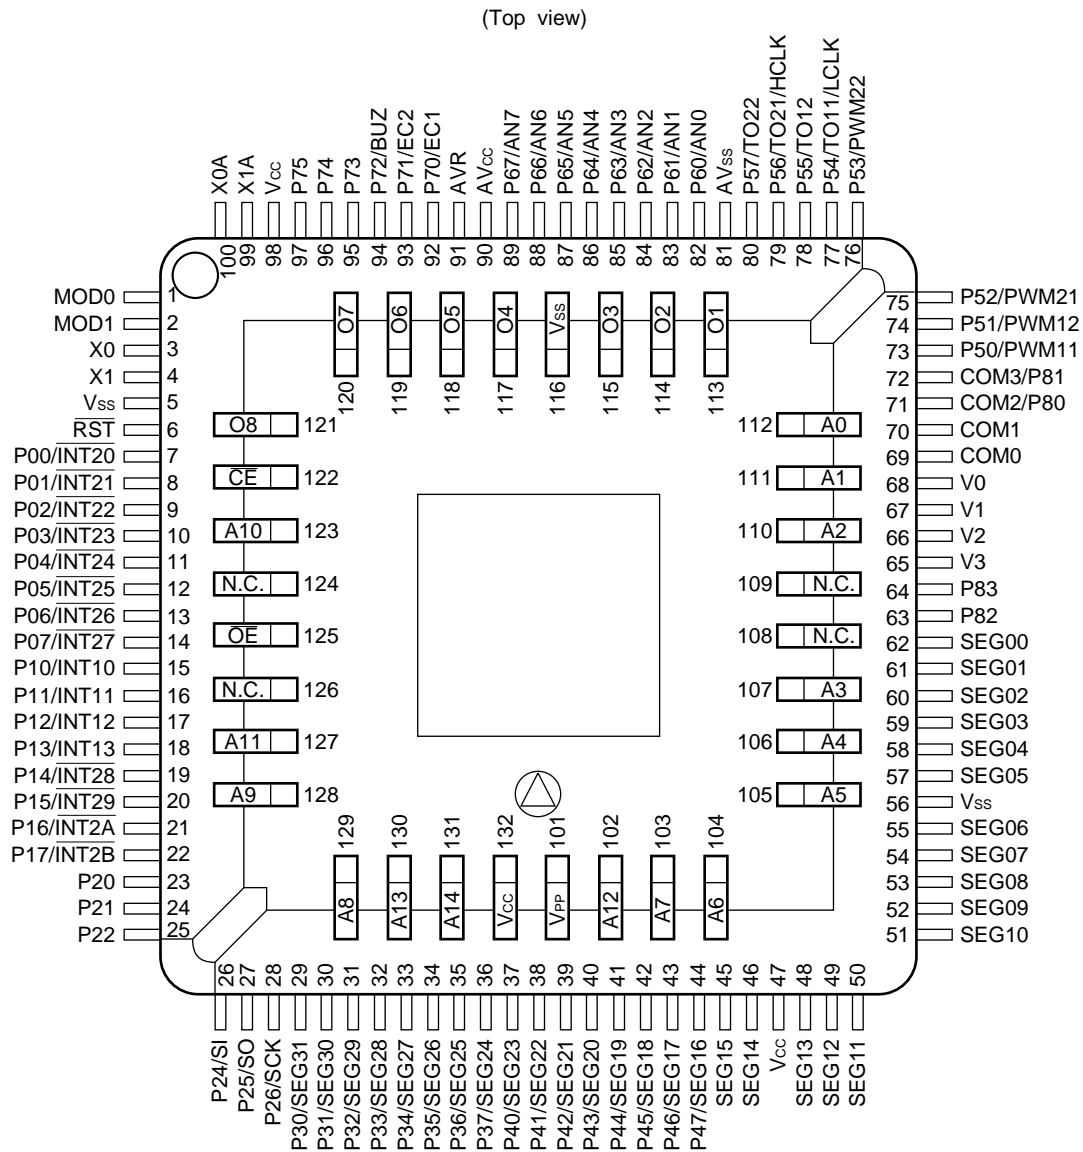 (Top view)
X0A
X1A
Vcc
P75
P74
P73
P72/BUZ
P71/EC2
P70/EC1
AVR
AVcc
P67/AN7
P66/AN6
P65/AN5
P64/AN4
P63/AN3
P62/AN2
P61/AN1
P60/AN0
AVss
P57/TO22
P56/TO21/HCLK
P55/TO12
P54/TO11/LCLK
P53/PWM22
100
99
98
97
96
95
94
93
92
91
90
89
88
87
86
85
84
83
82
81
80
79
78
77
76
MOD0 1
MOD1 2
X0 3
X1 4
Vss 5
RST 6
P00/INT20 7
P01/INT21 8
P02/INT22 9
P03/INT23 10
P04/INT24 11
P05/INT25 12
P06/INT26 13
P07/INT27 14
P10/INT10 15
P11/INT11 16
P12/INT12 17
P13/INT13 18
P14/INT28 19
P15/INT29 20
P16/INT2A 21
P17/INT2B 22
P20 23
P21 24
P22 25
O7
O6
O5
O4
Vss
O3
O2
O1
120
119
118
117
116
115
114
113
O8 121
CE 122
A10 123
N.C. 124
OE 125
N.C. 126
A11 127
A9 128
112 A0
111 A1
110 A2
109 N.C.
108 N.C.
107 A3
106 A4
105 A5
129
130
131
132
101
102
103
104
A8
A13
A14
Vcc
VPP
A12
A7
A6
75 P52/PWM21
74 P51/PWM12
73 P50/PWM11
72 COM3/P81
71 COM2/P80
70 COM1
69 COM0
68 V0
67 V1
66 V2
65 V3
64 P83
63 P82
62 SEG00
61 SEG01
60 SEG02
59 SEG03
58 SEG04
57 SEG05
56 Vss
55 SEG06
54 SEG07
53 SEG08
52 SEG09
51 SEG10
26
27
28
29
30
31
32
33
34
35
36
37
38
39
40
41
42
43
44
45
46
47
48
49
50
P24/SI
P25/SO
P26/SCK
P30/SEG31
P31/SEG30
P32/SEG29
P33/SEG28
P34/SEG27
P35/SEG26
P36/SEG25
P37/SEG24
P40/SEG23
P41/SEG22
P42/SEG21
P43/SEG20
P44/SEG19
P45/SEG18
P46/SEG17
P47/SEG16
SEG15
SEG14
Vcc
SEG13
SEG12
SEG11